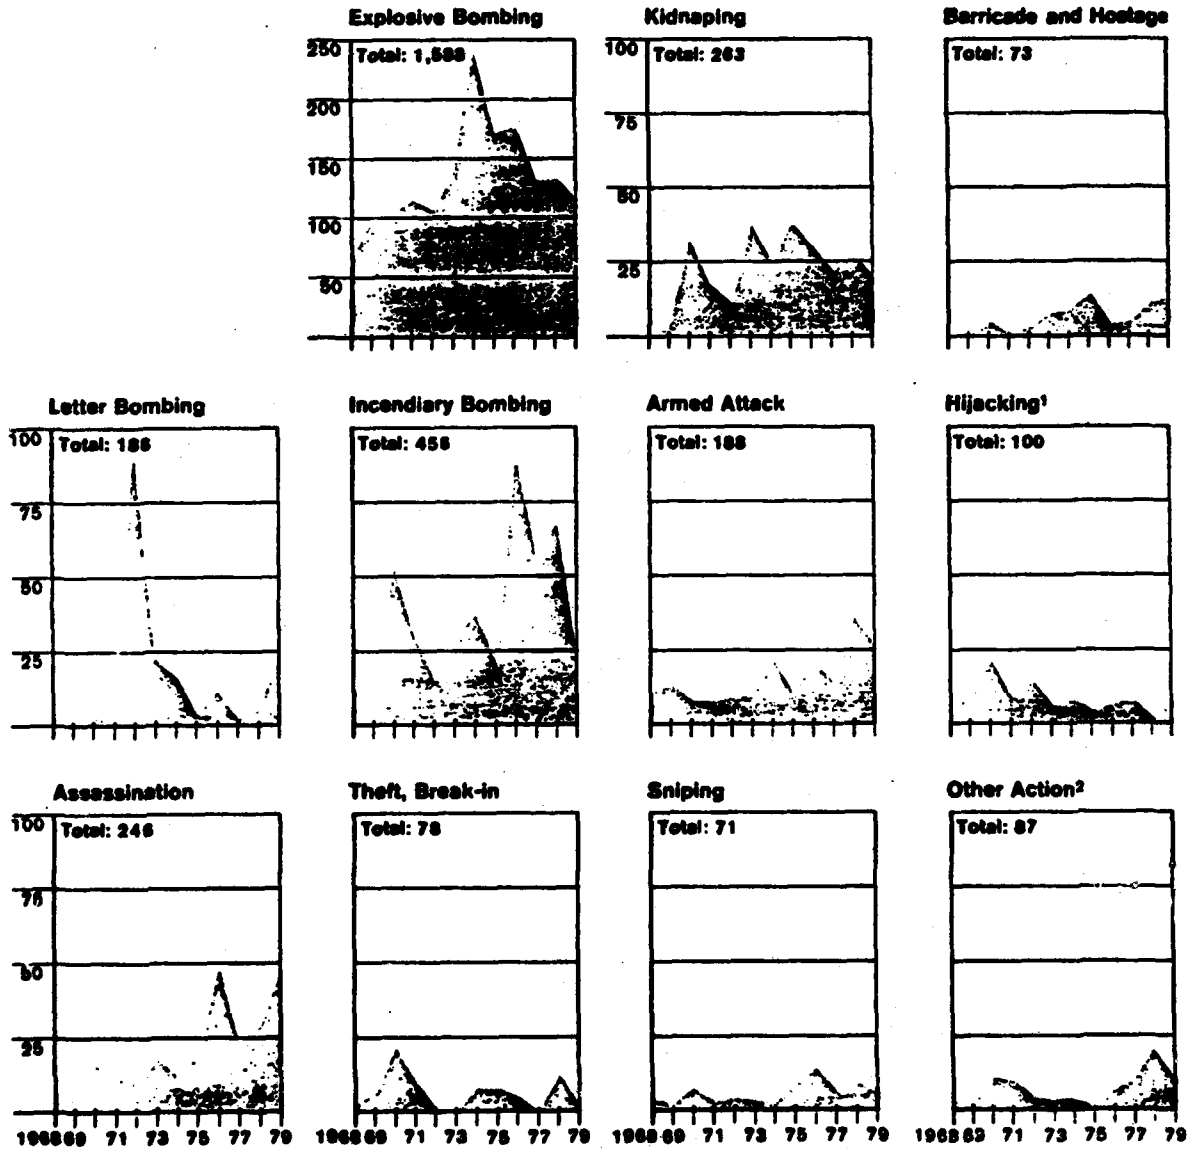 Explosive Bombing
Kidnaping
Barricade and Hostage
250
Total: 1,588
200
150
100
50
100
Total: 263
75
50
25
Total: 73
Letter Bombing
Incendiary Bombing
Armed Attack
Hijacking¹
100
Total: 186
75
50
25
Total: 456
Total: 188
Total: 100
Assassination
Theft, Break-in
Sniping
Other Action²
100
Total: 246
75
50
25
Total: 78
Total: 71
Total: 87
1968 69 71 73 75 77 79
1968 69 71 73 75 77 79
1968 69 71 73 75 77 79
1968 69 71 73 75 77 79